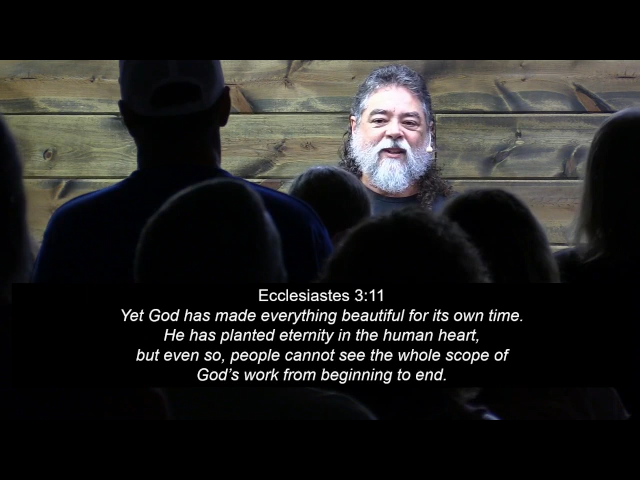 Ecclesiastes 3:11
Yet God has made everything beautiful for its own time.
He has planted eternity in the human heart,
but even so, people cannot see the whole scope of
God's work from beginning to end.